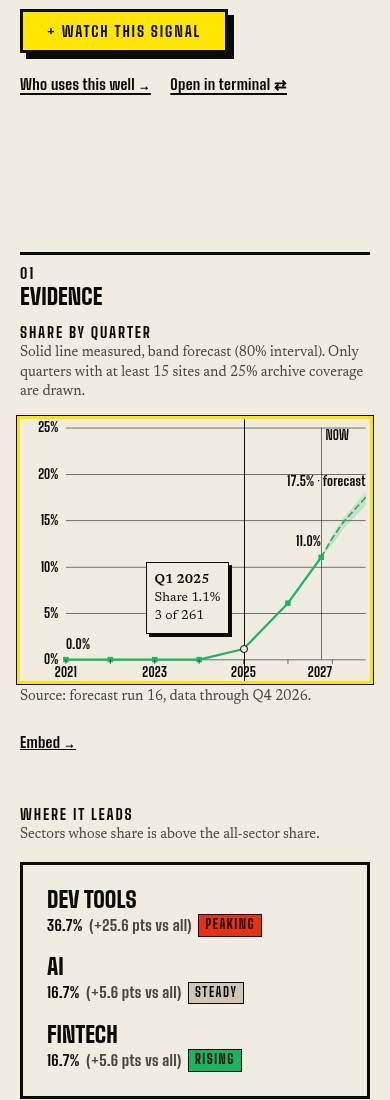 + WATCH THIS SIGNAL
Who uses this well → Open in terminal ⇄
01
EVIDENCE
SHARE BY QUARTER
Solid line measured, band forecast (80% interval). Only
quarters with at least 15 sites and 25% archive coverage
are drawn.
25%
NOW
20%
17.5% · forecast
15%
11.0%
10%
Q1 2025
Share 1.1%
3 of 261
5%
0.0%
0%
2021 2023 2025 2027
Source: forecast run 16, data through Q4 2026.
Embed →
WHERE IT LEADS
Sectors whose share is above the all-sector share.
DEV TOOLS
36.7% (+25.6 pts vs all) PEAKING
AI
16.7% (+5.6 pts vs all) STEADY
FINTECH
16.7% (+5.6 pts vs all) RISING